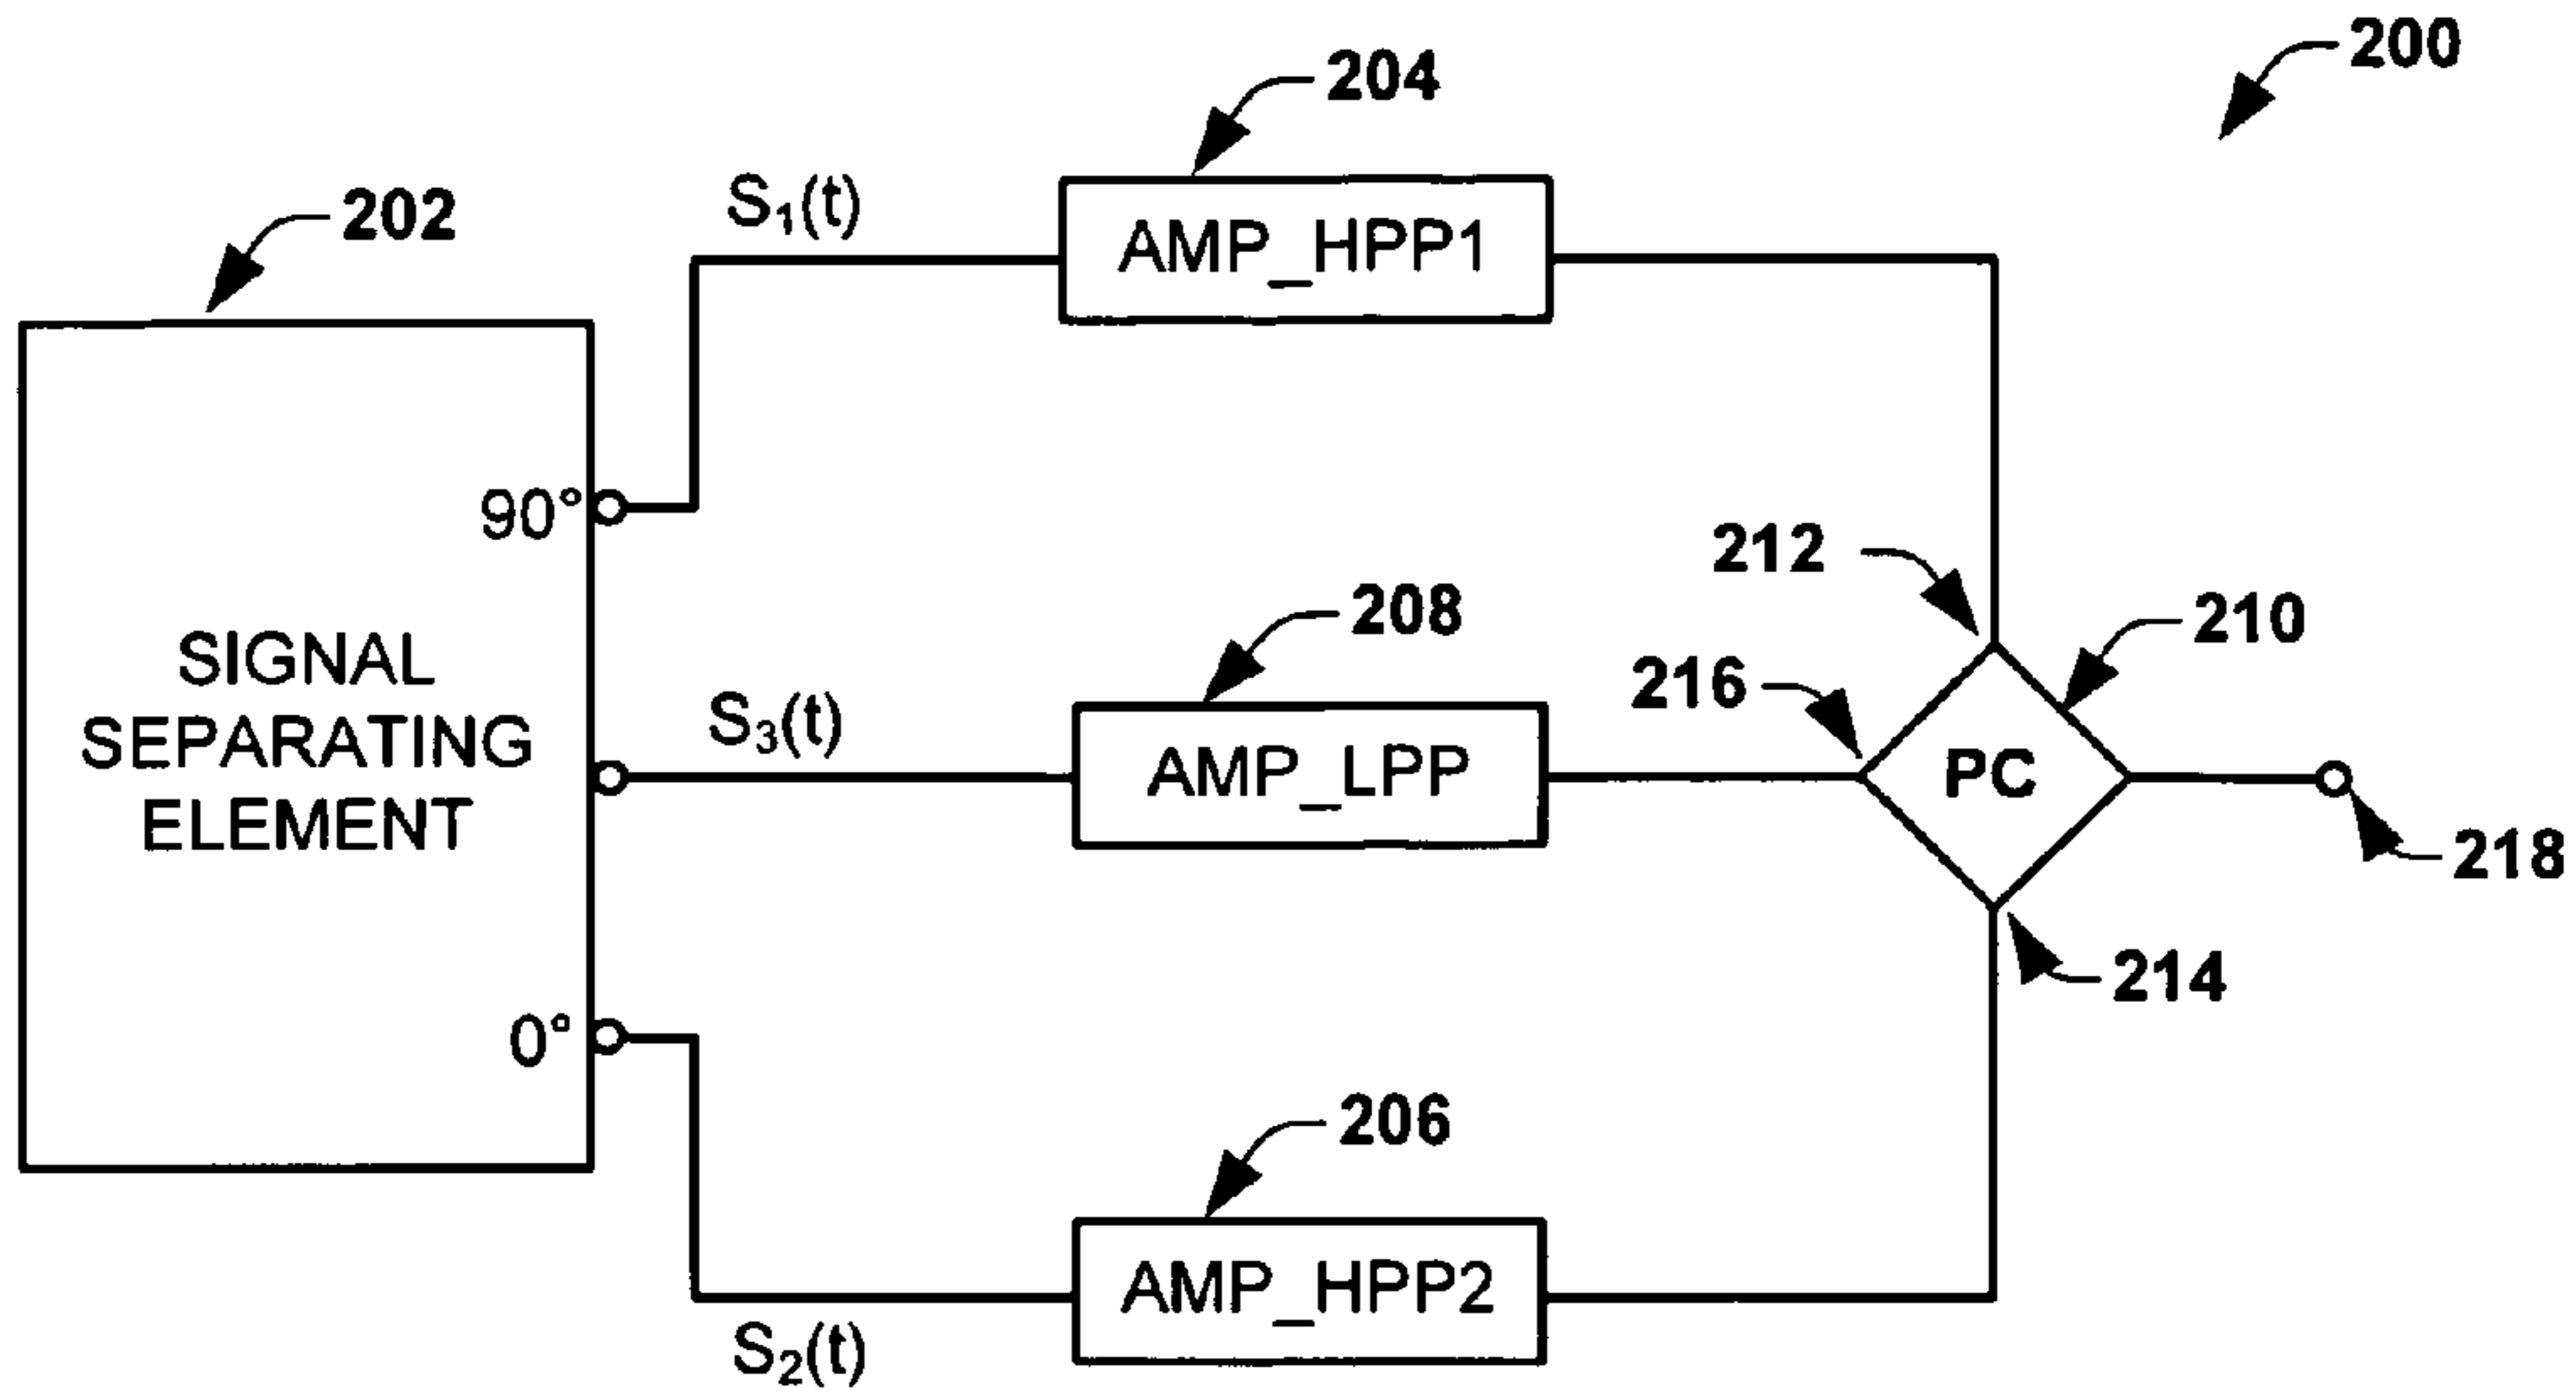 200
204
202
S₁(t)
AMP_HPP1
90°
212
208
210
216
SIGNAL
SEPARATING
ELEMENT
S₃(t)
AMP_LPP
PC
218
214
0°
206
AMP_HPP2
S₂(t)